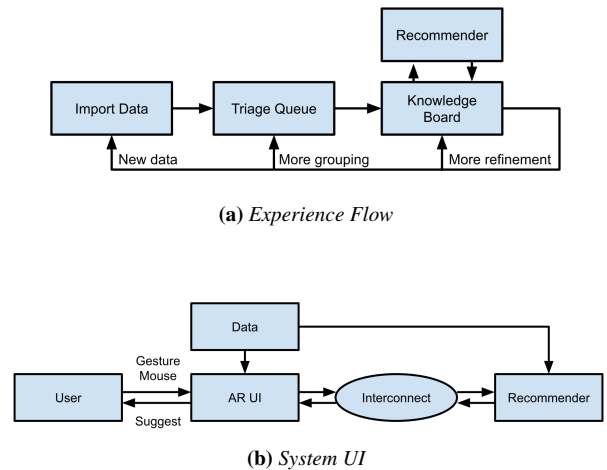 Recommender
Import Data
Triage Queue
Knowledge
Board
New data
More grouping
More refinement
(a) Experience Flow
Data
Gesture
Mouse
User
AR UI
Interconnect
Recommender
Suggest
(b) System UI